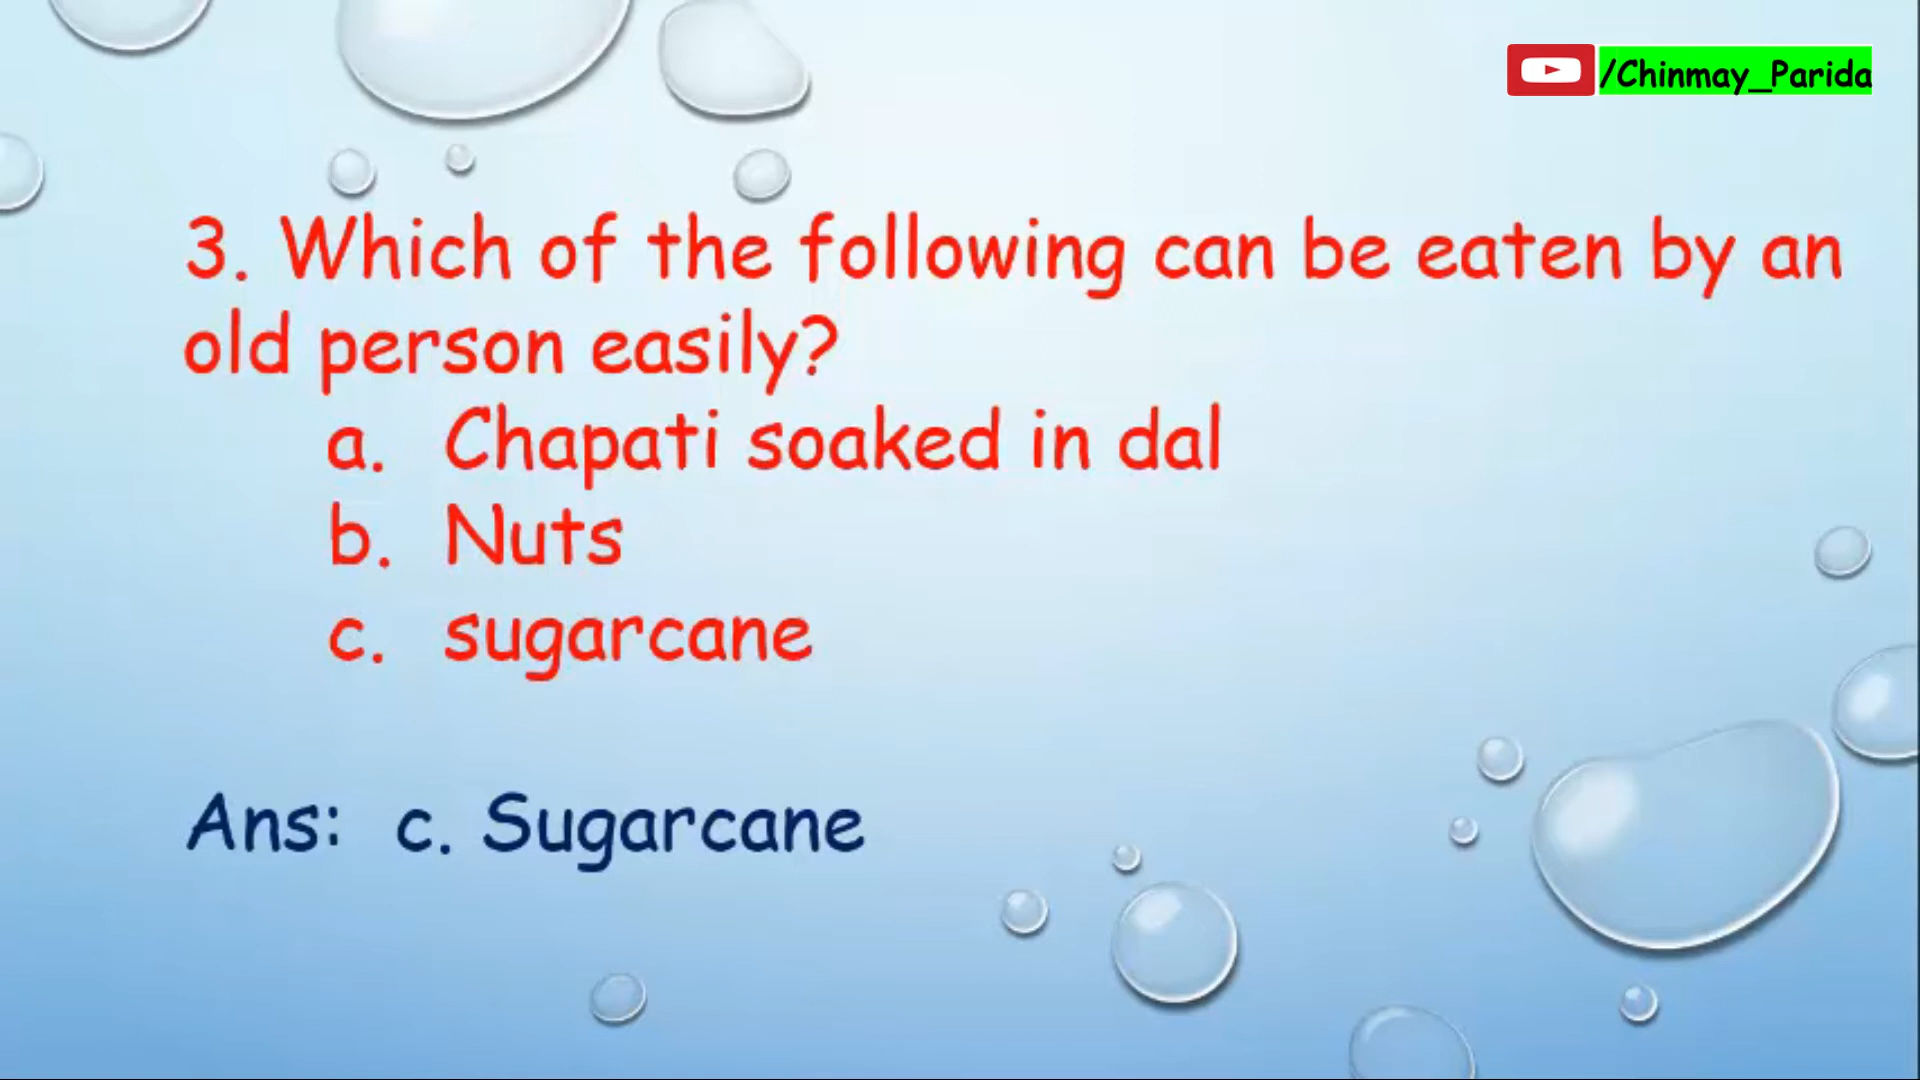 /Chinmay_Parida
3. Which of the following can be eaten by an
old person easily?
a. Chapati soaked in dal
b. Nuts
c. sugarcane
Ans: c. Sugarcane